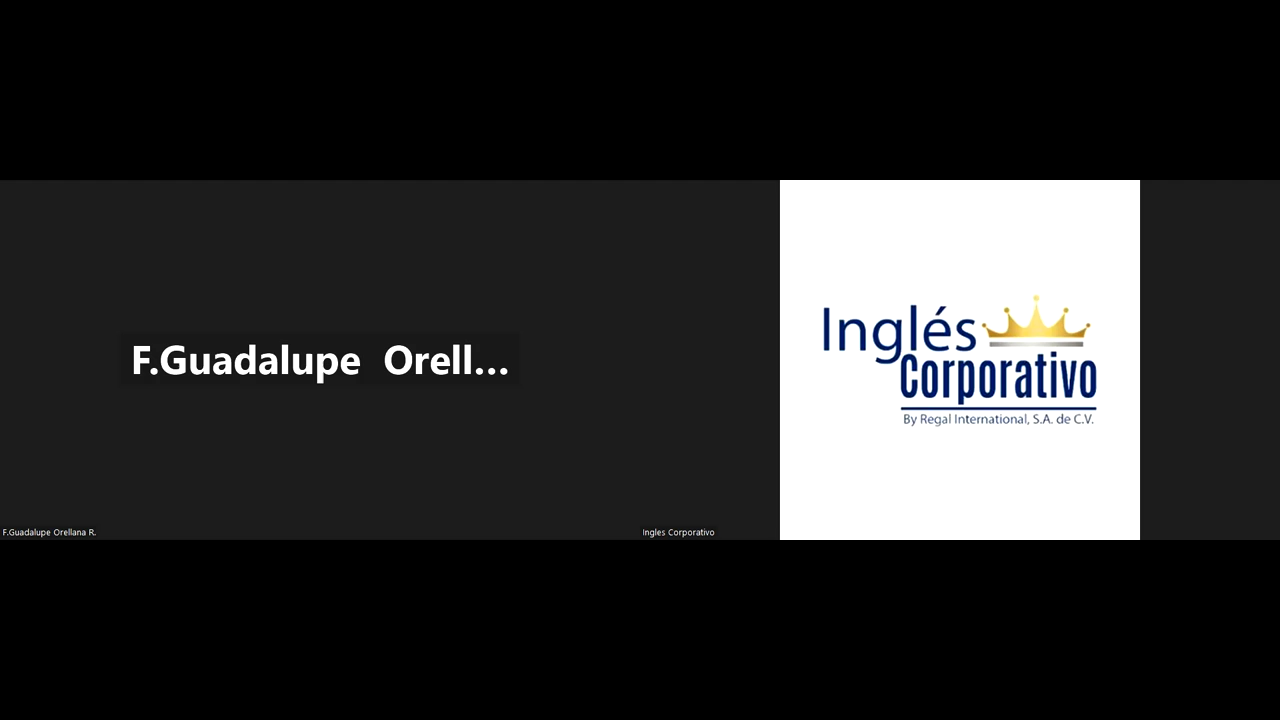 F.Guadalupe Orell...
Inglés
Corporativo
By Regal International, S.A. de C.V.
F.Guadalupe Orellana R.
Ingles Corporativo